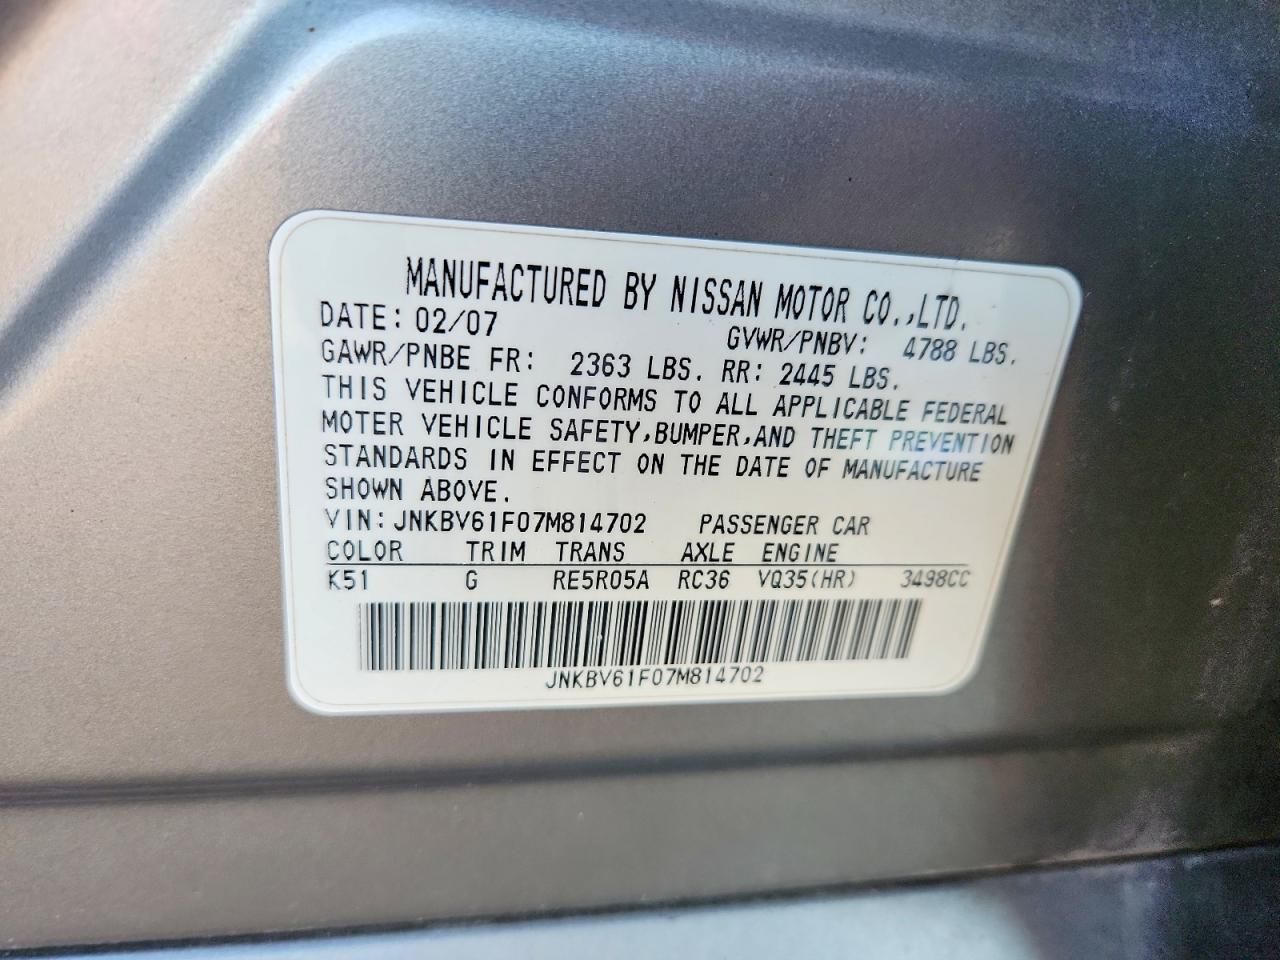 MANUFACTURED BY NISSAN MOTOR CO.,LTD.
DATE: 02/07 GVWR/PNBV: 4788 LBS.
GAWR/PNBE FR: 2363 LBS. RR: 2445 LBS.
THIS VEHICLE CONFORMS TO ALL APPLICABLE FEDERAL
MOTER VEHICLE SAFETY,BUMPER,AND THEFT PREVENTION
STANDARDS IN EFFECT ON THE DATE OF MANUFACTURE
SHOWN ABOVE.
VIN: JNKBV61F07M814702 PASSENGER CAR
COLOR TRIM TRANS AXLE ENGINE
K51 G RE5R05A RC36 VQ35(HR) 3498CC
JNKBV61F07M814702